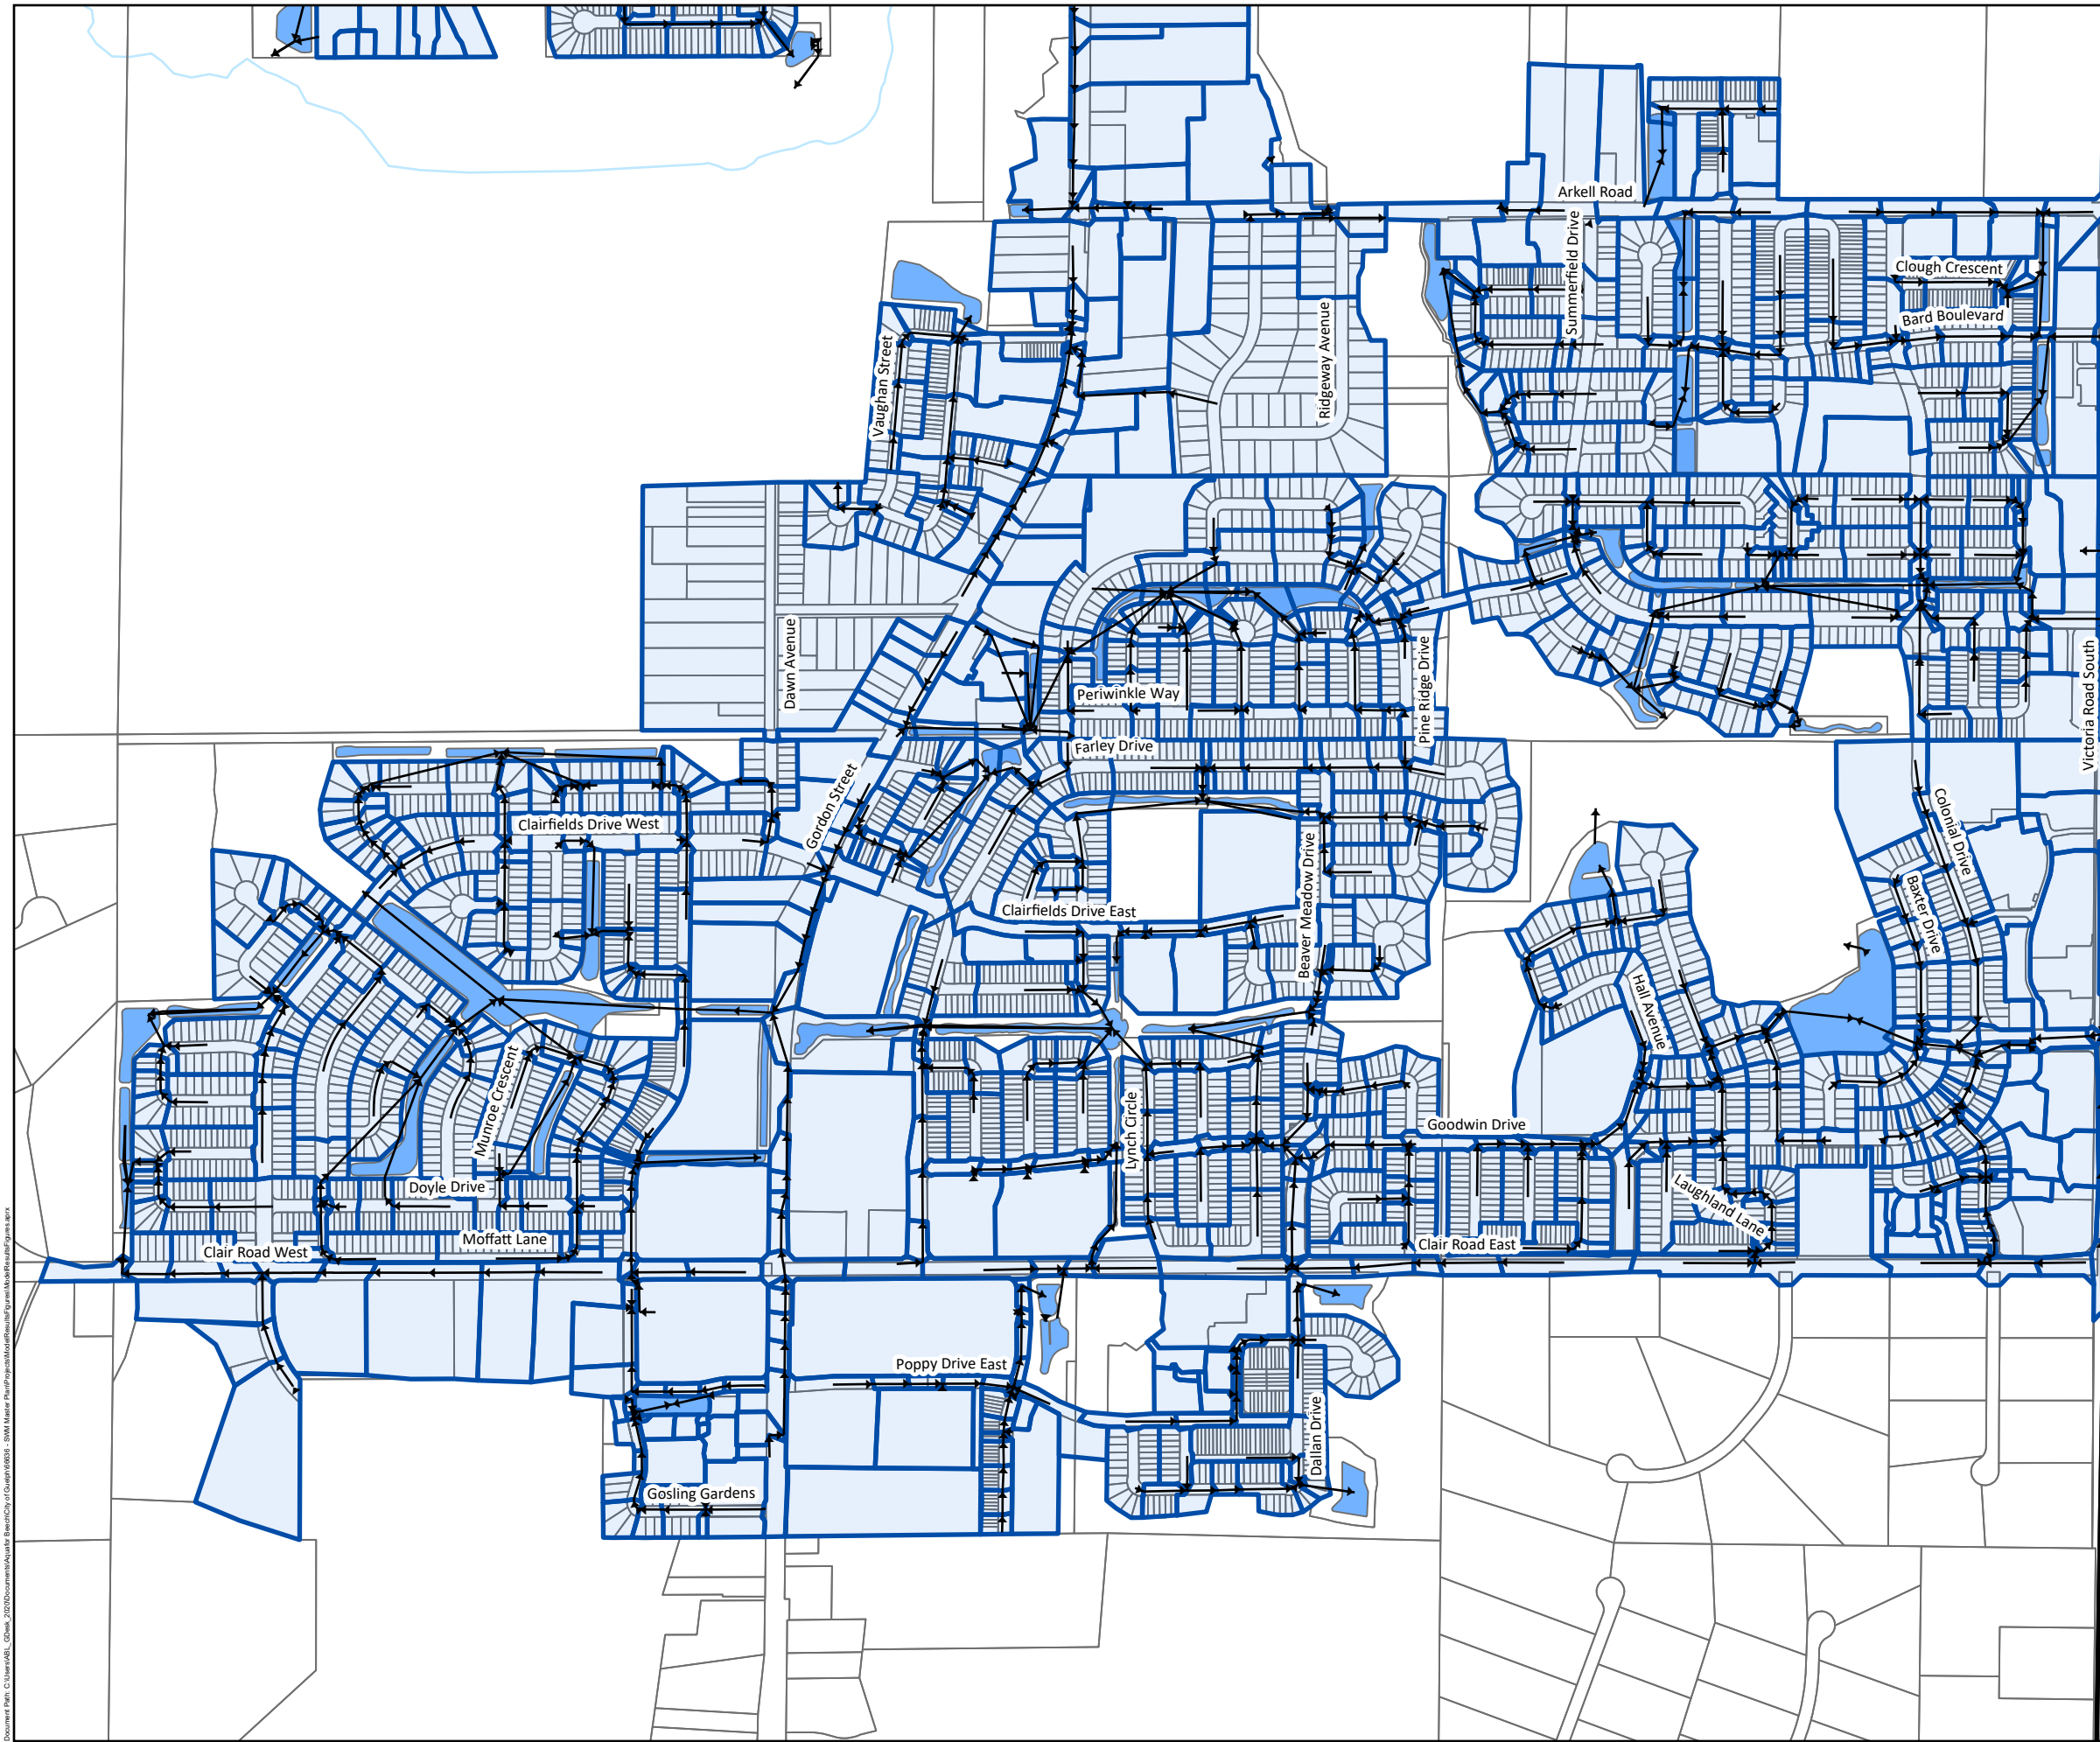 Arkell Road
Summerfield Drive
Clough Crescent
Bard Boulevard
Ridgeway Avenue
Vaughan Street
Dawn Avenue
Periwinkle Way
Pine Ridge Drive
Victoria Road South
Farley Drive
Gordon Street
Clairfields Drive West
Colonial Drive
Baxter Drive
Beaver Meadow Drive
Clairfields Drive East
Hall Avenue
Munroe Crescent
Lynch Circle
Goodwin Drive
Doyle Drive
Laughland Lane
Moffatt Lane
Clair Road West
Clair Road East
Poppy Drive East
Dallan Drive
Gosling Gardens